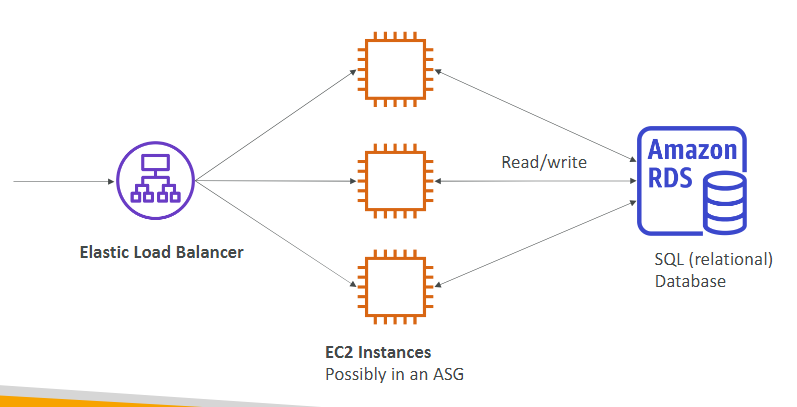 Elastic Load Balancer
EC2 Instances
Possibly in an ASG
Read/write
Amazon
RDS
SQL (relational)
Database